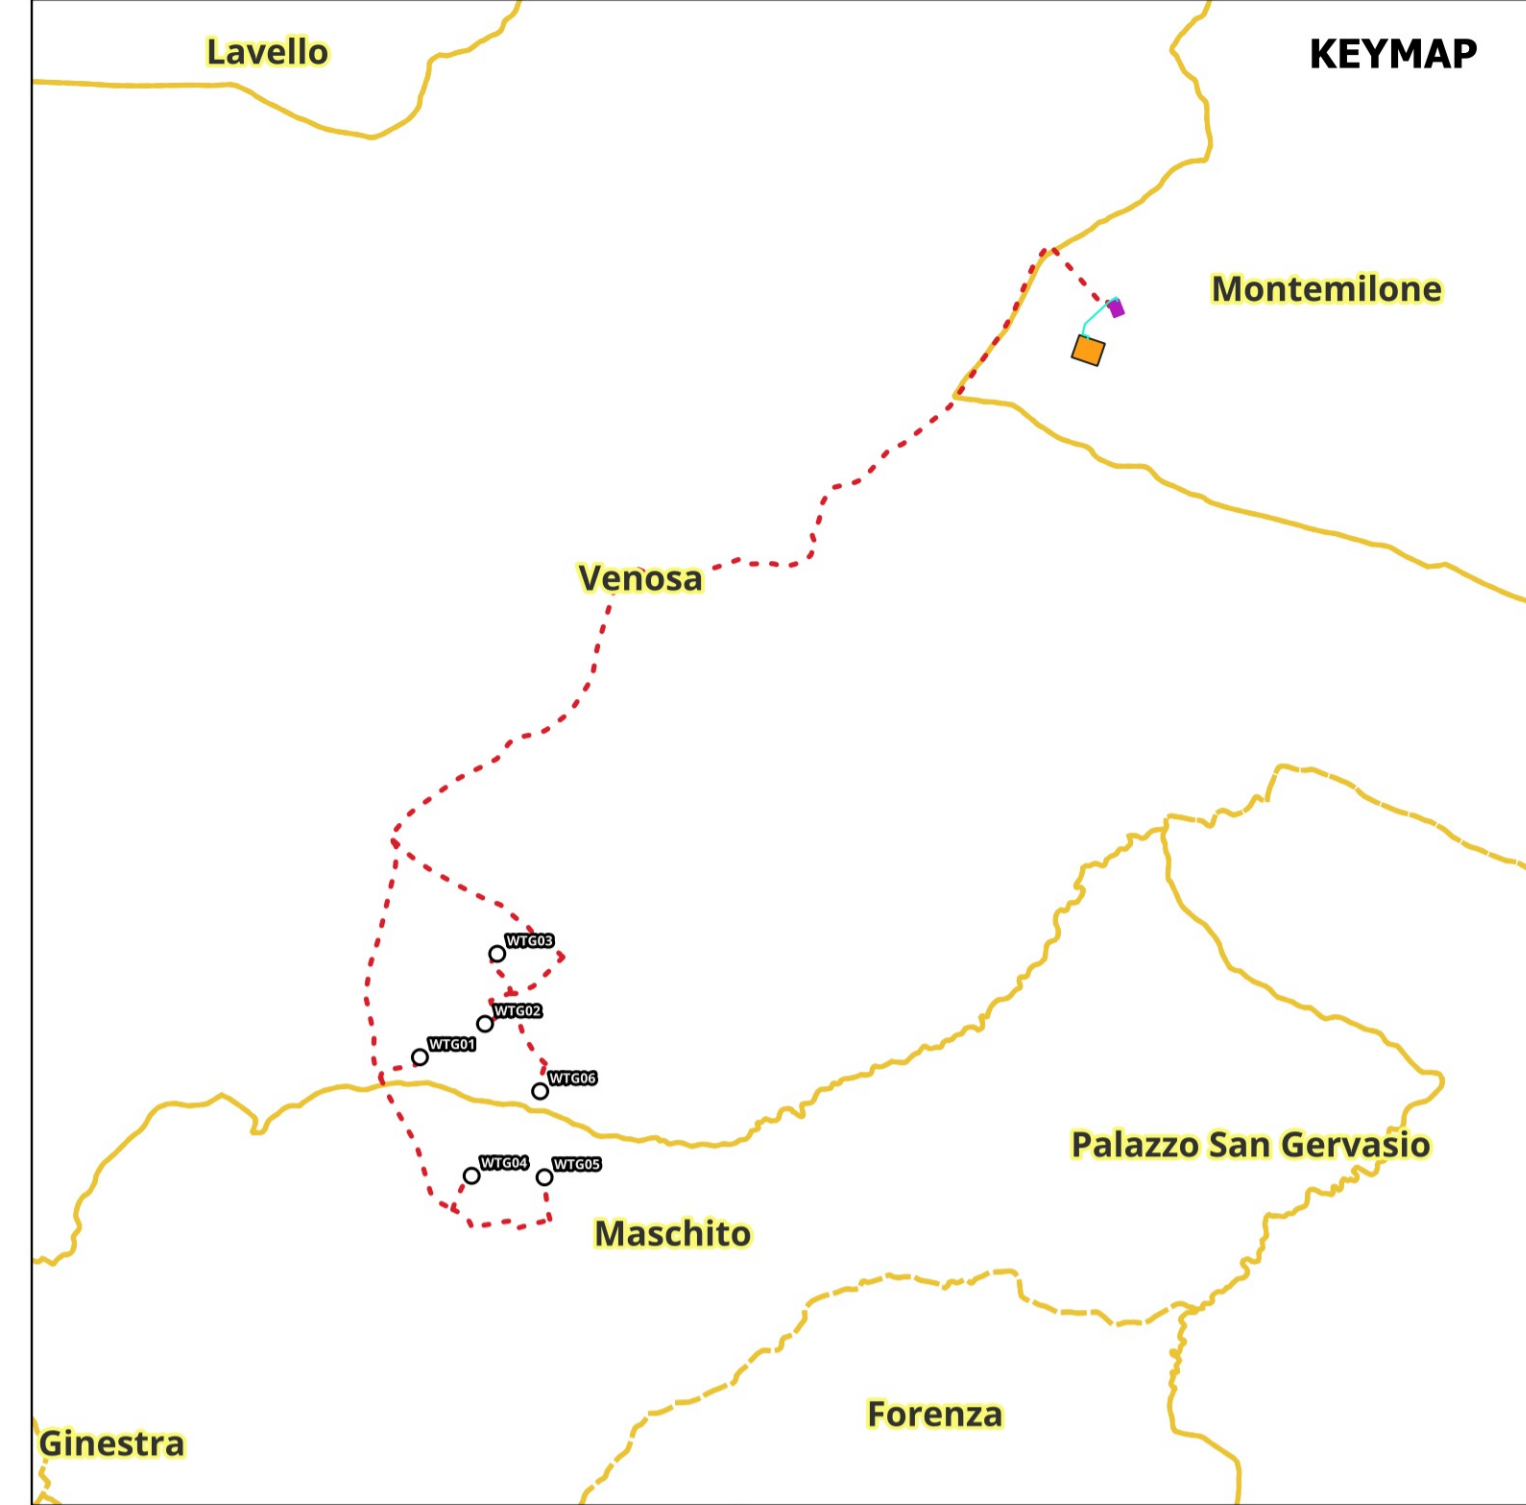 Lavello
KEYMAP
Montemilone
Venosa
WTG03
WTG02
WTG01
WTG06
WTG04
WTG05
Palazzo San Gervasio
Maschito
Forenza
Ginestra